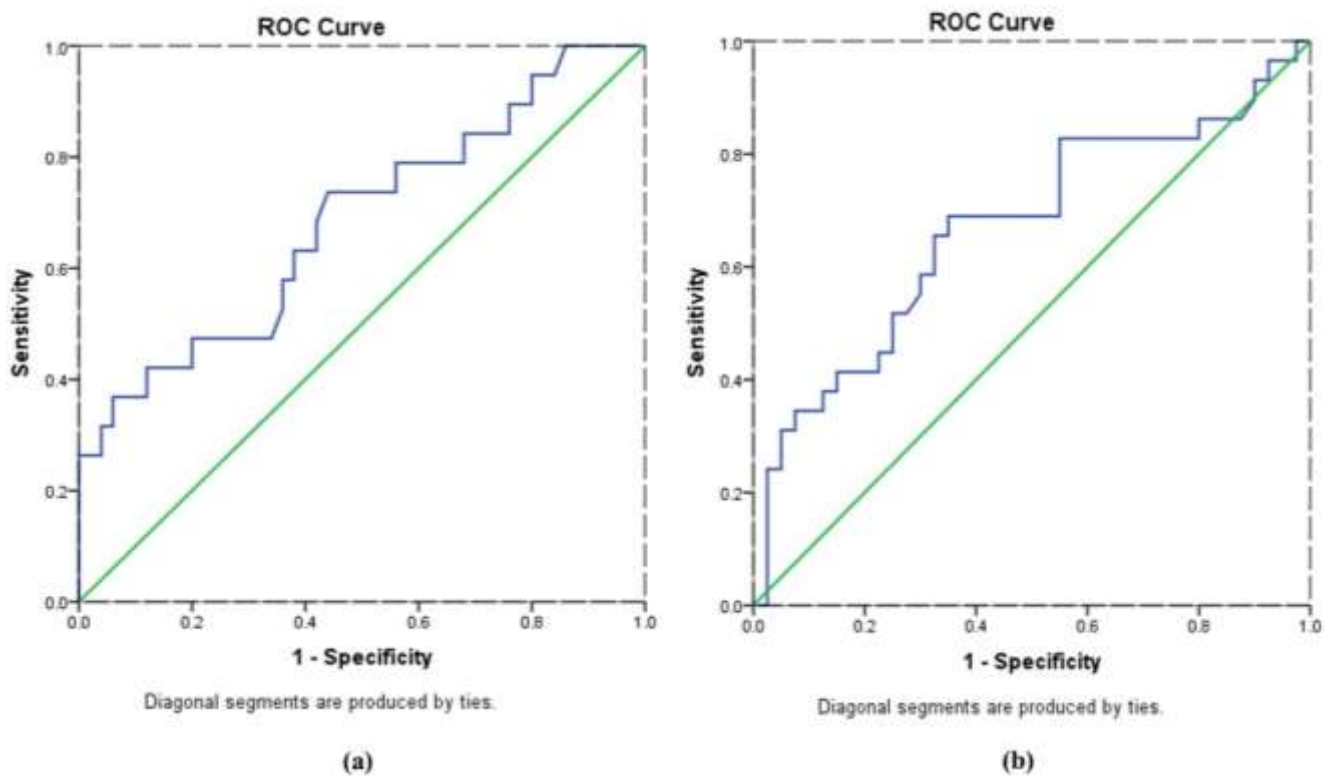 ROC Curve
1.0
0.8
0.6
0.4
0.2
0.0
Sensitivity
0.0 0.2 0.4 0.6 0.8 1.0
1 - Specificity
Diagonal segments are produced by ties.
(a)
ROC Curve
1.0
0.8
0.6
0.4
0.2
0.0
Sensitivity
0.0 0.2 0.4 0.6 0.8 1.0
1 - Specificity
Diagonal segments are produced by ties.
(b)